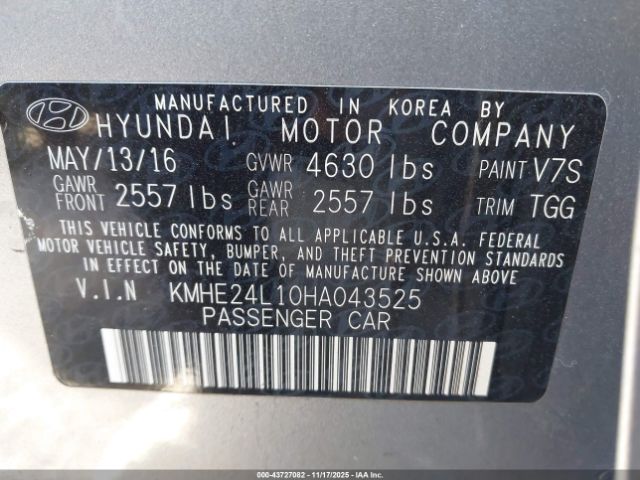 MANUFACTURED IN KOREA BY
HYUNDAI MOTOR COMPANY
MAY/13/16 GVWR 4630 lbs PAINT V7S
GAWR FRONT 2557 lbs GAWR REAR 2557 lbs TRIM TGG
THIS VEHICLE CONFORMS TO ALL APPLICABLE U.S.A. FEDERAL
MOTOR VEHICLE SAFETY, BUMPER, AND THEFT PREVENTION STANDARDS
IN EFFECT ON THE DATE OF MANUFACTURE SHOWN ABOVE
V.I.N KMHE24L10HA043525
PASSENGER CAR
000-43727082 - 11/17/2025 - IAAI.COM